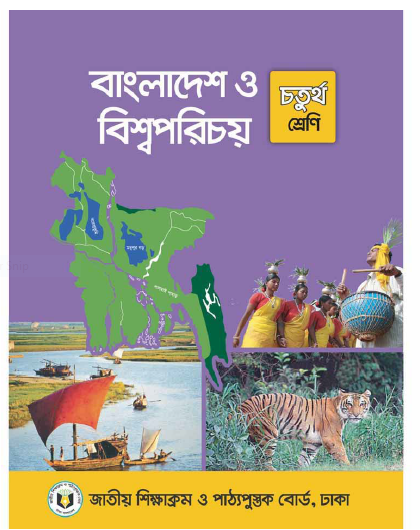 বাংলাদেশ ও
বিশ্বপরিচয়
চতুর্থ
শ্রেণি
জাতীয় শিক্ষাক্রম ও পাঠ্যপুস্তক বোর্ড, ঢাকা